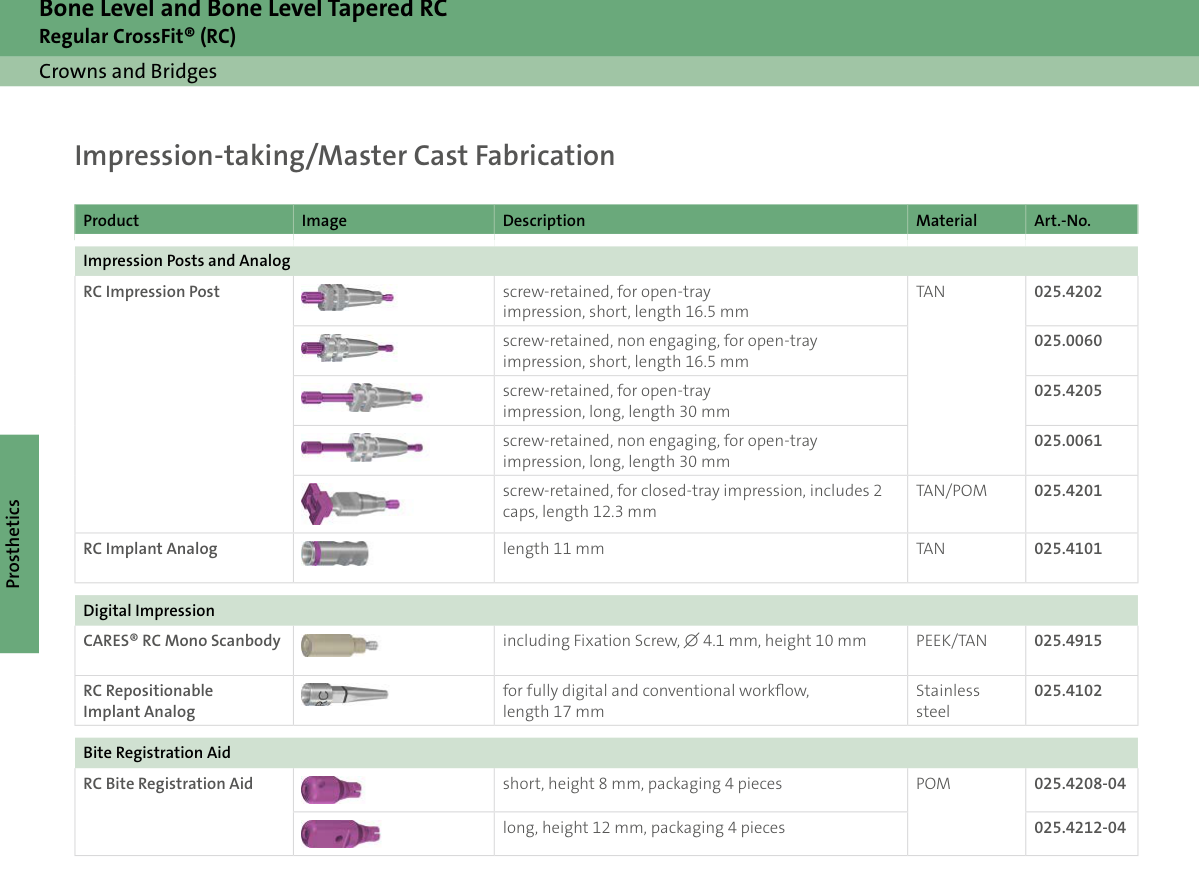 Bone Level and Bone Level Tapered RC
Regular CrossFit® (RC)
Crowns and Bridges
Impression-taking/Master Cast Fabrication
Product Image Description Material Art.-No.
Impression Posts and Analog
RC Impression Post screw-retained, for open-tray TAN 025.4202
impression, short, length 16.5 mm
screw-retained, non engaging, for open-tray 025.0060
impression, short, length 16.5 mm
screw-retained, for open-tray 025.4205
impression, long, length 30 mm
screw-retained, non engaging, for open-tray 025.0061
impression, long, length 30 mm
screw-retained, for closed-tray impression, includes 2 TAN/POM 025.4201
caps, length 12.3 mm
RC Implant Analog length 11 mm TAN 025.4101
Digital Impression
CARES® RC Mono Scanbody including Fixation Screw, ∅ 4.1 mm, height 10 mm PEEK/TAN 025.4915
RC Repositionable RC for fully digital and conventional workflow, Stainless 025.4102
Implant Analog length 17 mm steel
Bite Registration Aid
RC Bite Registration Aid short, height 8 mm, packaging 4 pieces POM 025.4208-04
long, height 12 mm, packaging 4 pieces 025.4212-04
Prosthetics